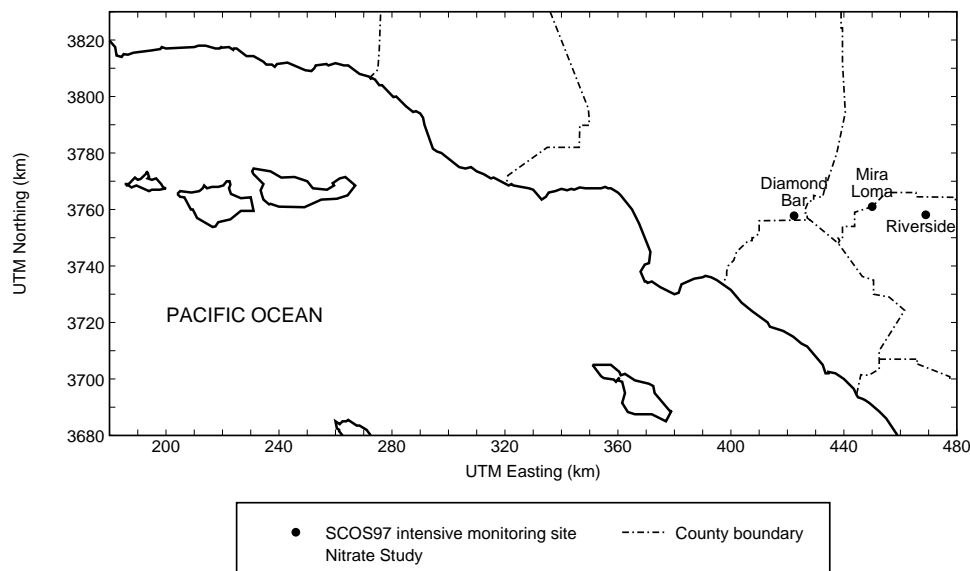 3820
3800
3780
3760
3740
3720
3700
3680
UTM Northing (km)
Diamond
Bar
Mira
Loma
Riverside
PACIFIC OCEAN
200 240 280 320 360 400 440 480
UTM Easting (km)
SCOS97 intensive monitoring site
Nitrate Study
County boundary